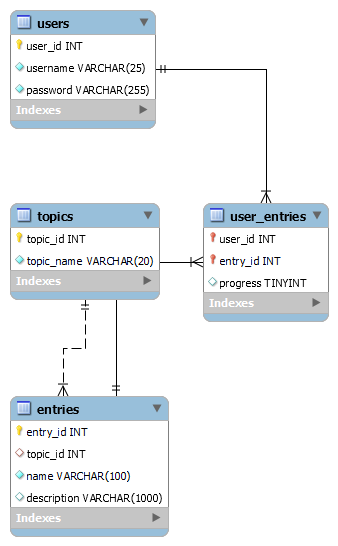 users
user_id INT
username VARCHAR(25)
password VARCHAR(255)
Indexes
topics
topic_id INT
topic_name VARCHAR(20)
Indexes
user_entries
user_id INT
entry_id INT
progress TINYINT
Indexes
entries
entry_id INT
topic_id INT
name VARCHAR(100)
description VARCHAR(1000)
Indexes